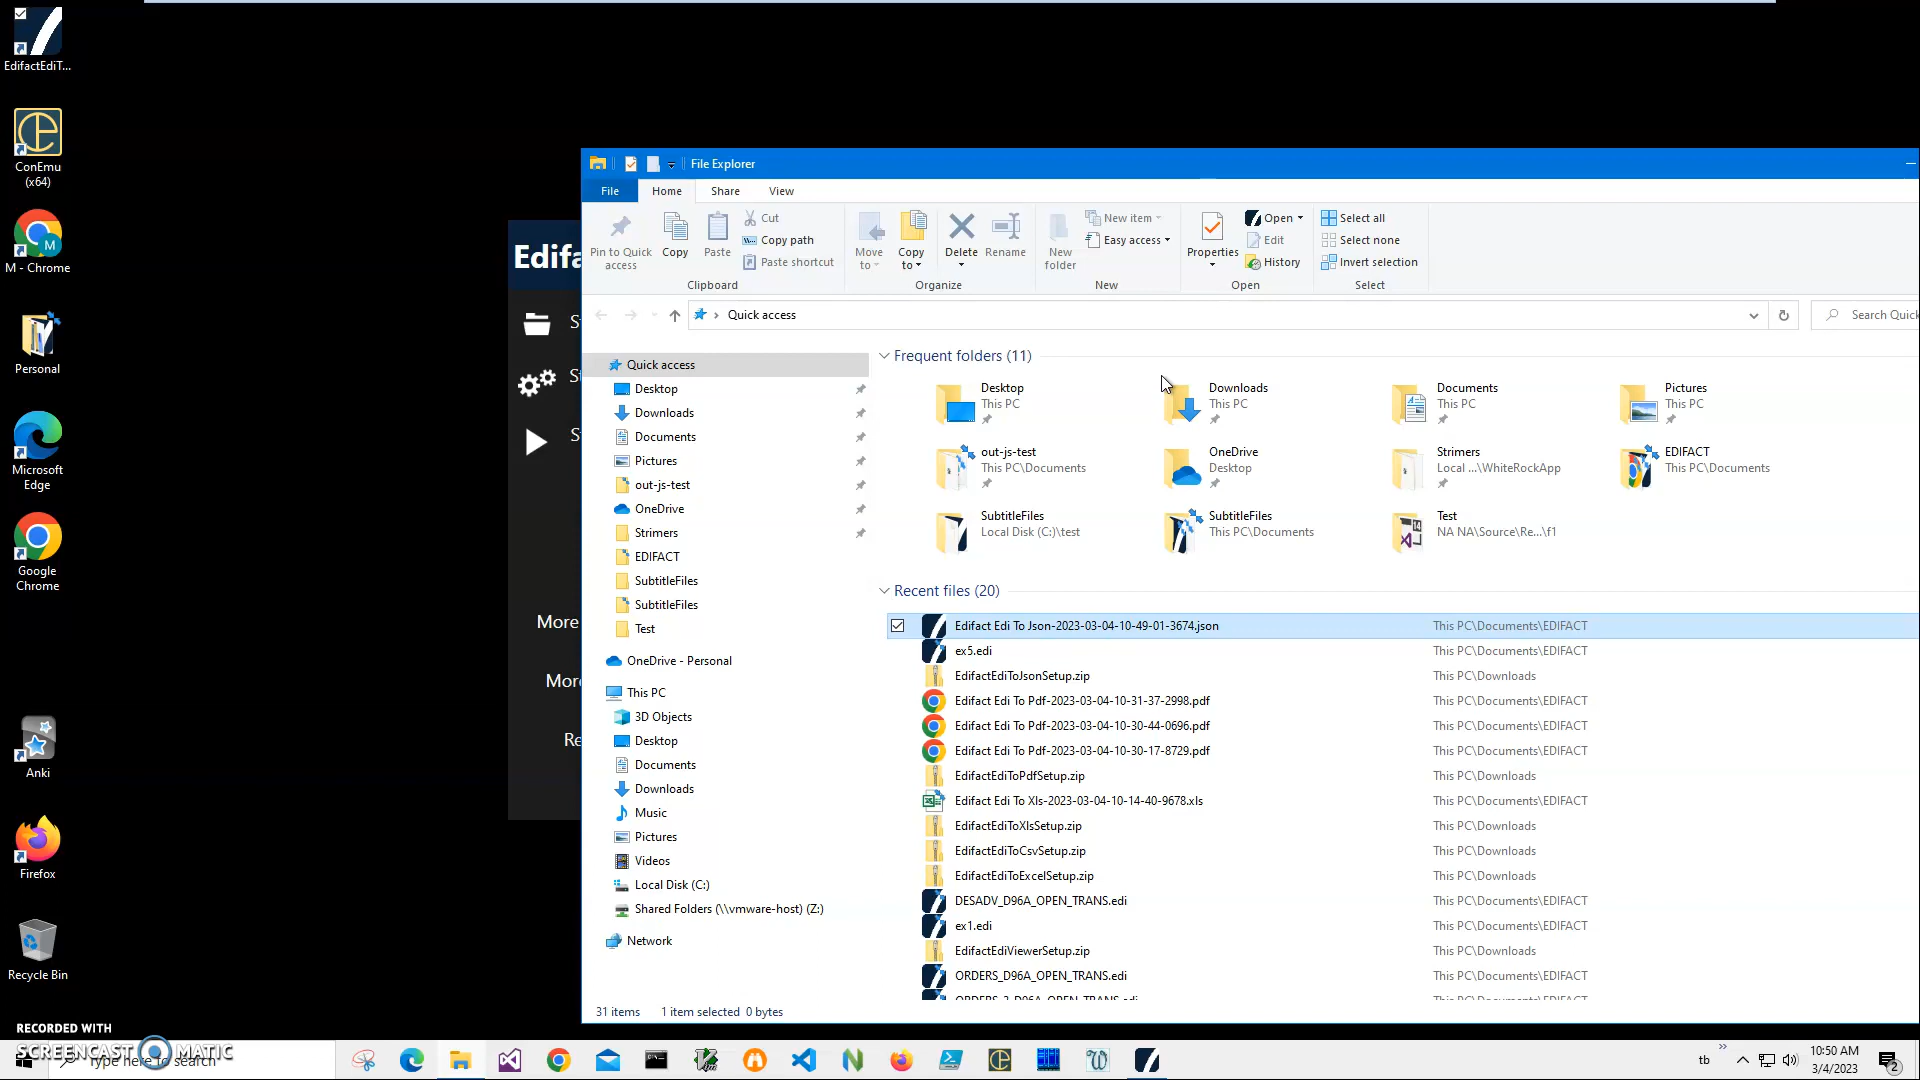 EdifactEdiT...
ConEmu
(x64)
M - Chrome
Personal
Microsoft
Edge
Google
Chrome
Anki
Firefox
Recycle Bin
Edifa
St
St
S
More
More
Re
File Explorer
File Home Share View
Pin to Quick
access
Copy
Paste
Cut
Copy path
Paste shortcut
Clipboard
Move
to
Copy
to
Delete
Rename
Organize
New
folder
New item
Easy access
New
Properties
Open
Edit
History
Open
Select all
Select none
Invert selection
Select
Quick access
Search Quick
Quick access
Desktop
Downloads
Documents
Pictures
out-js-test
OneDrive
Strimers
EDIFACT
SubtitleFiles
SubtitleFiles
Test
OneDrive - Personal
This PC
3D Objects
Desktop
Documents
Downloads
Music
Pictures
Videos
Local Disk (C:)
Shared Folders (\\vmware-host) (Z:)
Network
Frequent folders (11)
Desktop
This PC
Downloads
This PC
Documents
This PC
Pictures
This PC
out-js-test
This PC\Documents
OneDrive
Desktop
Strimers
Local ...\WhiteRockApp
EDIFACT
This PC\Documents
SubtitleFiles
Local Disk (C:)\test
SubtitleFiles
This PC\Documents
Test
NA NA\Source\Re...\f1
Recent files (20)
Edifact Edi To Json-2023-03-04-10-49-01-3674.json This PC\Documents\EDIFACT
ex5.edi This PC\Documents\EDIFACT
EdifactEdiToJsonSetup.zip This PC\Downloads
Edifact Edi To Pdf-2023-03-04-10-31-37-2998.pdf This PC\Documents\EDIFACT
Edifact Edi To Pdf-2023-03-04-10-30-44-0696.pdf This PC\Documents\EDIFACT
Edifact Edi To Pdf-2023-03-04-10-30-17-8729.pdf This PC\Documents\EDIFACT
EdifactEdiToPdfSetup.zip This PC\Downloads
Edifact Edi To Xls-2023-03-04-10-14-40-9678.xls This PC\Documents\EDIFACT
EdifactEdiToXlsSetup.zip This PC\Downloads
EdifactEdiToCsvSetup.zip This PC\Downloads
EdifactEdiToExcelSetup.zip This PC\Downloads
DESADV_D96A_OPEN_TRANS.edi This PC\Documents\EDIFACT
ex1.edi This PC\Documents\EDIFACT
EdifactEdiViewerSetup.zip This PC\Downloads
ORDERS_D96A_OPEN_TRANS.edi This PC\Documents\EDIFACT
ORDERS_2_D96A_OPEN_TRANS.edi This PC\Documents\EDIFACT
31 items 1 item selected 0 bytes
RECORDED WITH
SCREENCAST MATIC
Type here to search
tb
10:50 AM
3/4/2023
2